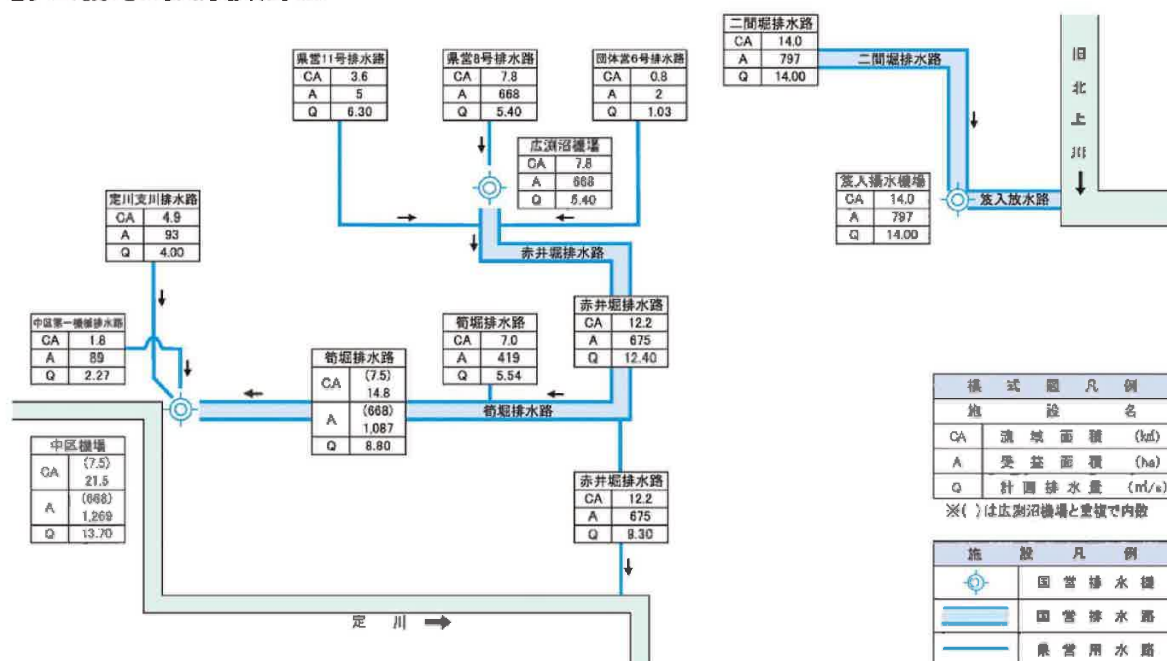 県営11号排水路
CA 3.6
A 5
Q 6.30
県営8号排水路
CA 7.8
A 668
Q 5.40
団体営6号排水路
CA 0.8
A 2
Q 1.03
二間堀排水路
CA 14.0
A 797
Q 14.00
二間堀排水路
旧北上川
広渕沼機場
CA 7.8
A 668
Q 5.40
笈入揚水機場
CA 14.0
A 797
Q 14.00
笈入放水路
定川支川排水路
CA 4.9
A 93
Q 4.00
赤井堀排水路
中区第一機械排水路
CA 1.8
A 89
Q 2.27
筍堀排水路
CA (7.5)
14.8
A (668)
1,087
Q 8.80
筍堀排水路
CA 7.0
A 419
Q 5.54
赤井堀排水路
CA 12.2
A 675
Q 12.40
筍堀排水路
中区機場
CA (7.5)
21.5
A (668)
1,269
Q 13.70
赤井堀排水路
CA 12.2
A 675
Q 9.30
定 川
模 式 図 凡 例
施 設 名
CA 流 域 面 積 (k㎡)
A 受 益 面 積 (ha)
Q 計 画 排 水 量 (㎥/s)
※( )は広渕沼機場と重複で内数
施 設 凡 例
国 営 排 水 機
国 営 排 水 路
県 営 用 水 路